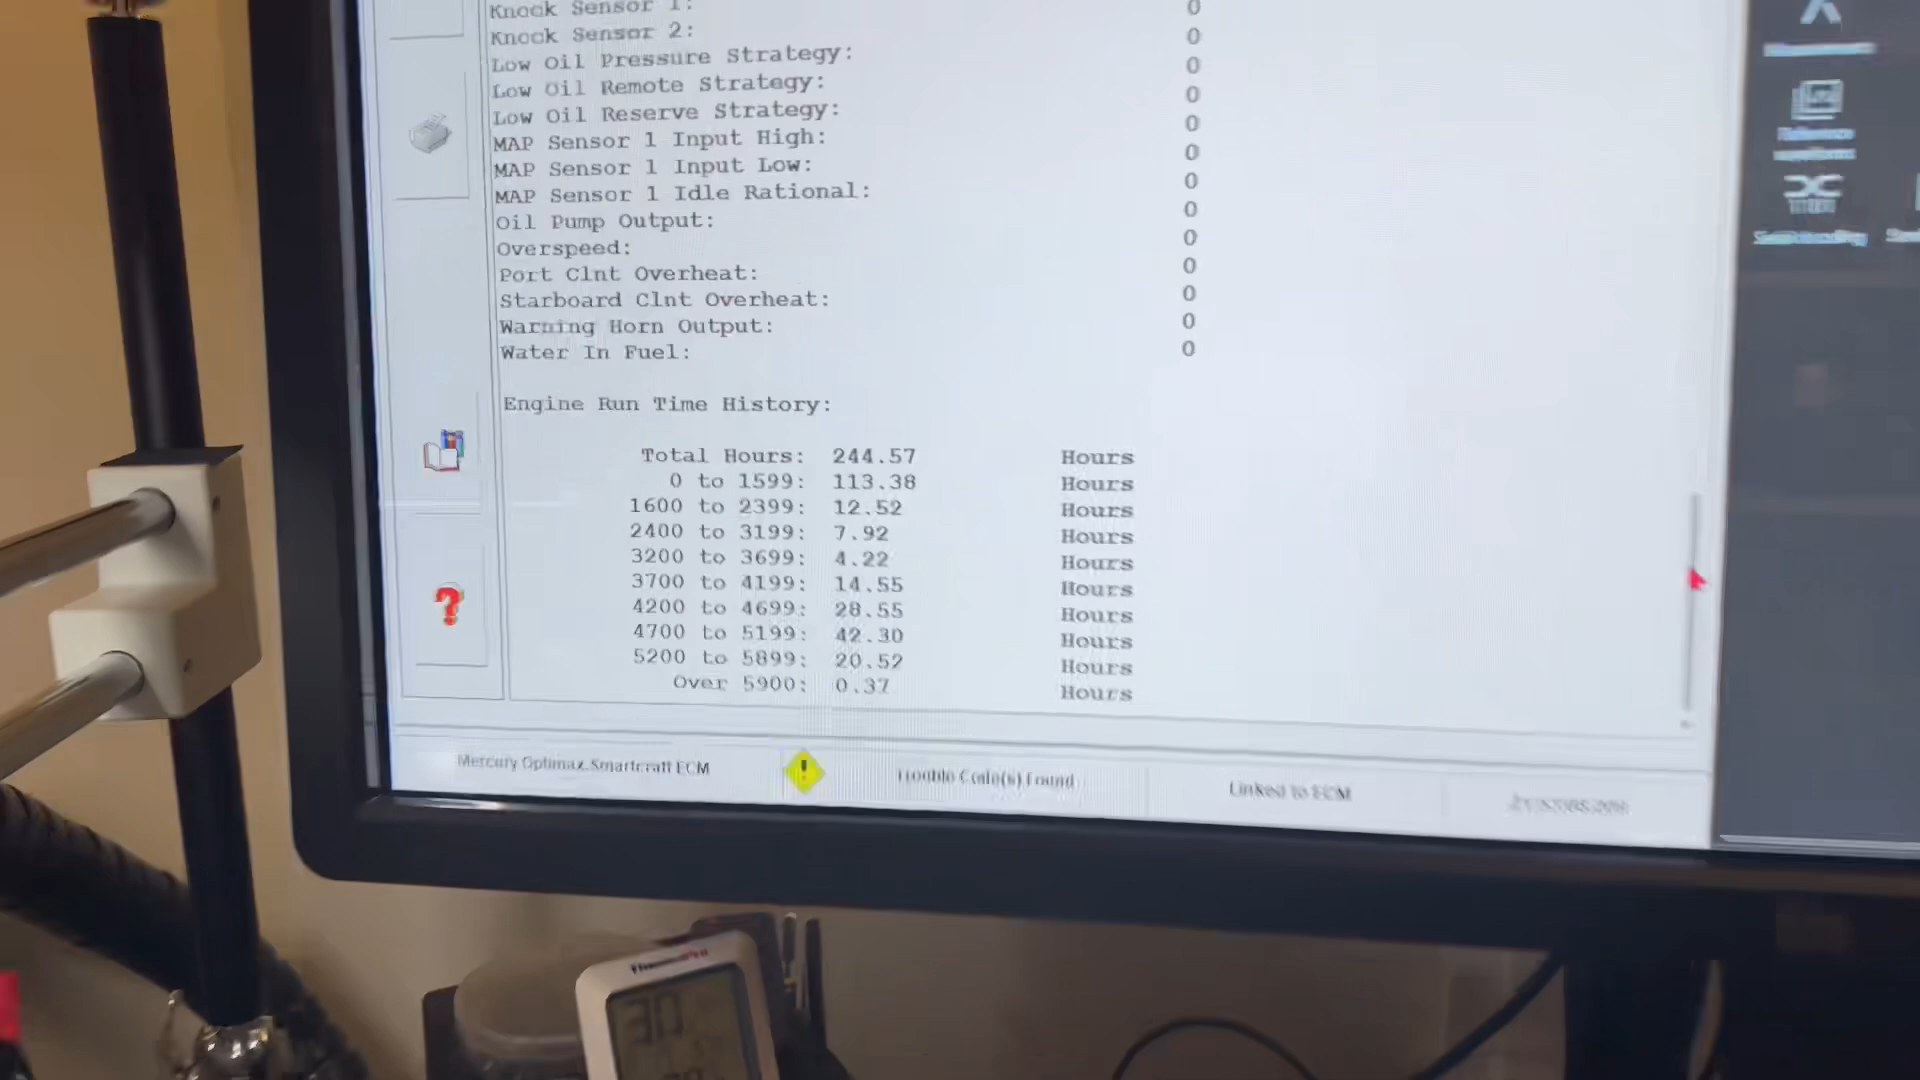 Knock Sensor 1: 0
Knock Sensor 2: 0
Low Oil Pressure Strategy: 0
Low Oil Remote Strategy: 0
Low Oil Reserve Strategy: 0
MAP Sensor 1 Input High: 0
MAP Sensor 1 Input Low: 0
MAP Sensor 1 Idle Rational: 0
Oil Pump Output: 0
Overspeed: 0
Port Clnt Overheat: 0
Starboard Clnt Overheat: 0
Warning Horn Output: 0
Water In Fuel: 0
Engine Run Time History:
Total Hours: 244.57 Hours
0 to 1599: 113.38 Hours
1600 to 2399: 12.52 Hours
2400 to 3199: 7.92 Hours
3200 to 3699: 4.22 Hours
3700 to 4199: 14.55 Hours
4200 to 4699: 28.55 Hours
4700 to 5199: 42.30 Hours
5200 to 5899: 20.52 Hours
Over 5900: 0.37 Hours
Mercury Optimax Smartcraft ECM
Trouble Code(s) Found
Linked to ECM
ThermoPro
30